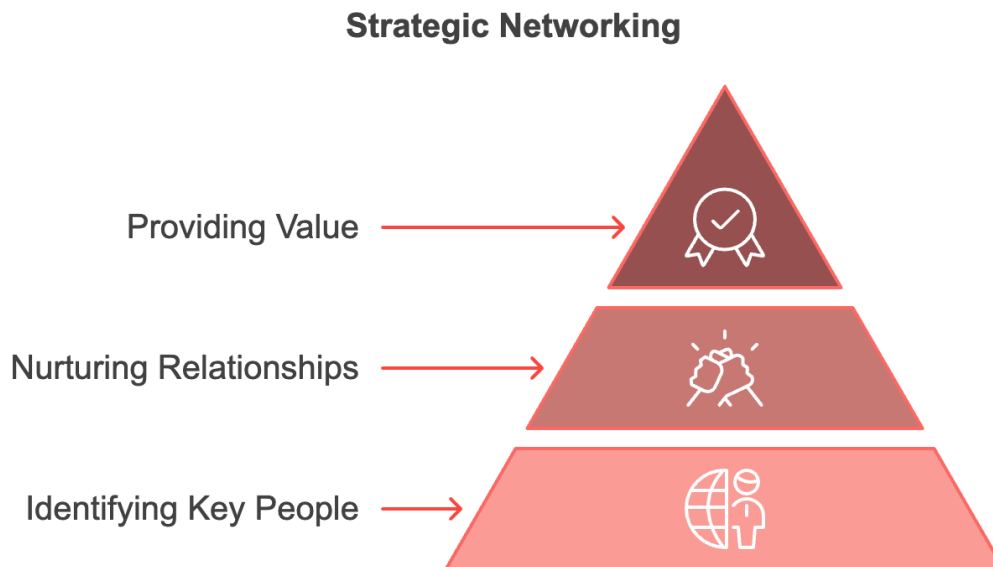 Strategic Networking
Providing Value
Nurturing Relationships
Identifying Key People